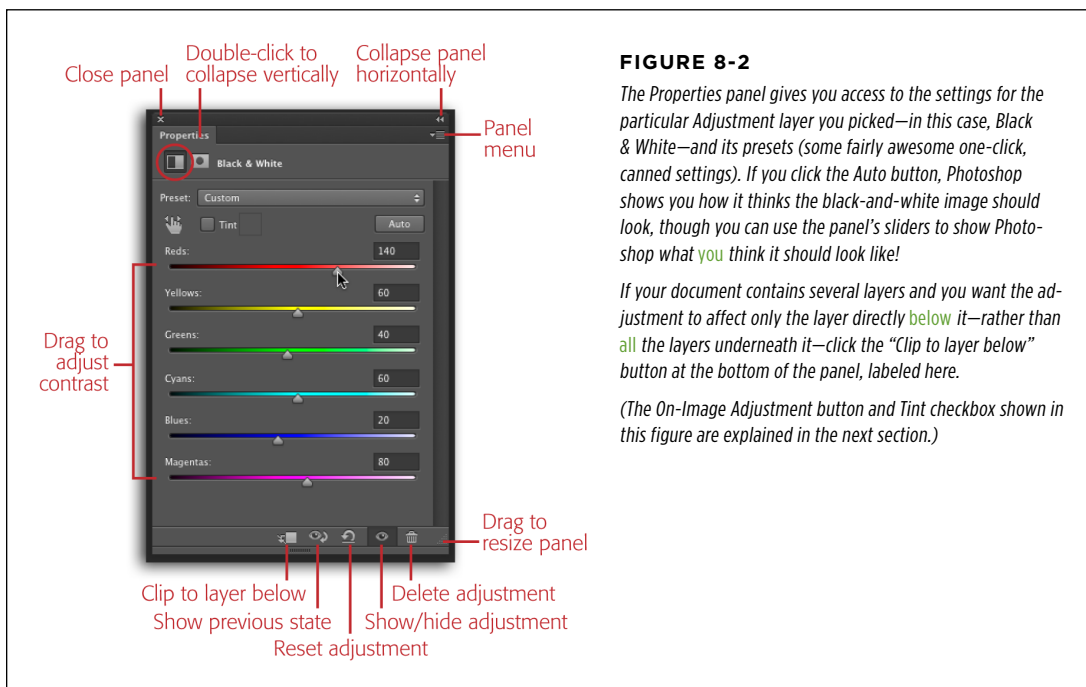 Double-click to
collapse vertically
Collapse panel
horizontally
Close panel
Panel
menu
Properties
Black & White
Preset: Custom
Tint
Auto
Reds: 140
Yellows: 60
Greens: 40
Cyans: 60
Blues: 20
Magentas: 80
Drag to
adjust
contrast
Drag to
resize panel
Clip to layer below
Delete adjustment
Show previous state
Show/hide adjustment
Reset adjustment
FIGURE 8-2
The Properties panel gives you access to the settings for the
particular Adjustment layer you picked—in this case, Black
& White—and its presets (some fairly awesome one-click,
canned settings). If you click the Auto button, Photoshop
shows you how it thinks the black-and-white image should
look, though you can use the panel's sliders to show Photo-
shop what you think it should look like!
If your document contains several layers and you want the ad-
justment to affect only the layer directly below it—rather than
all the layers underneath it—click the “Clip to layer below”
button at the bottom of the panel, labeled here.
(The On-Image Adjustment button and Tint checkbox shown in
this figure are explained in the next section.)